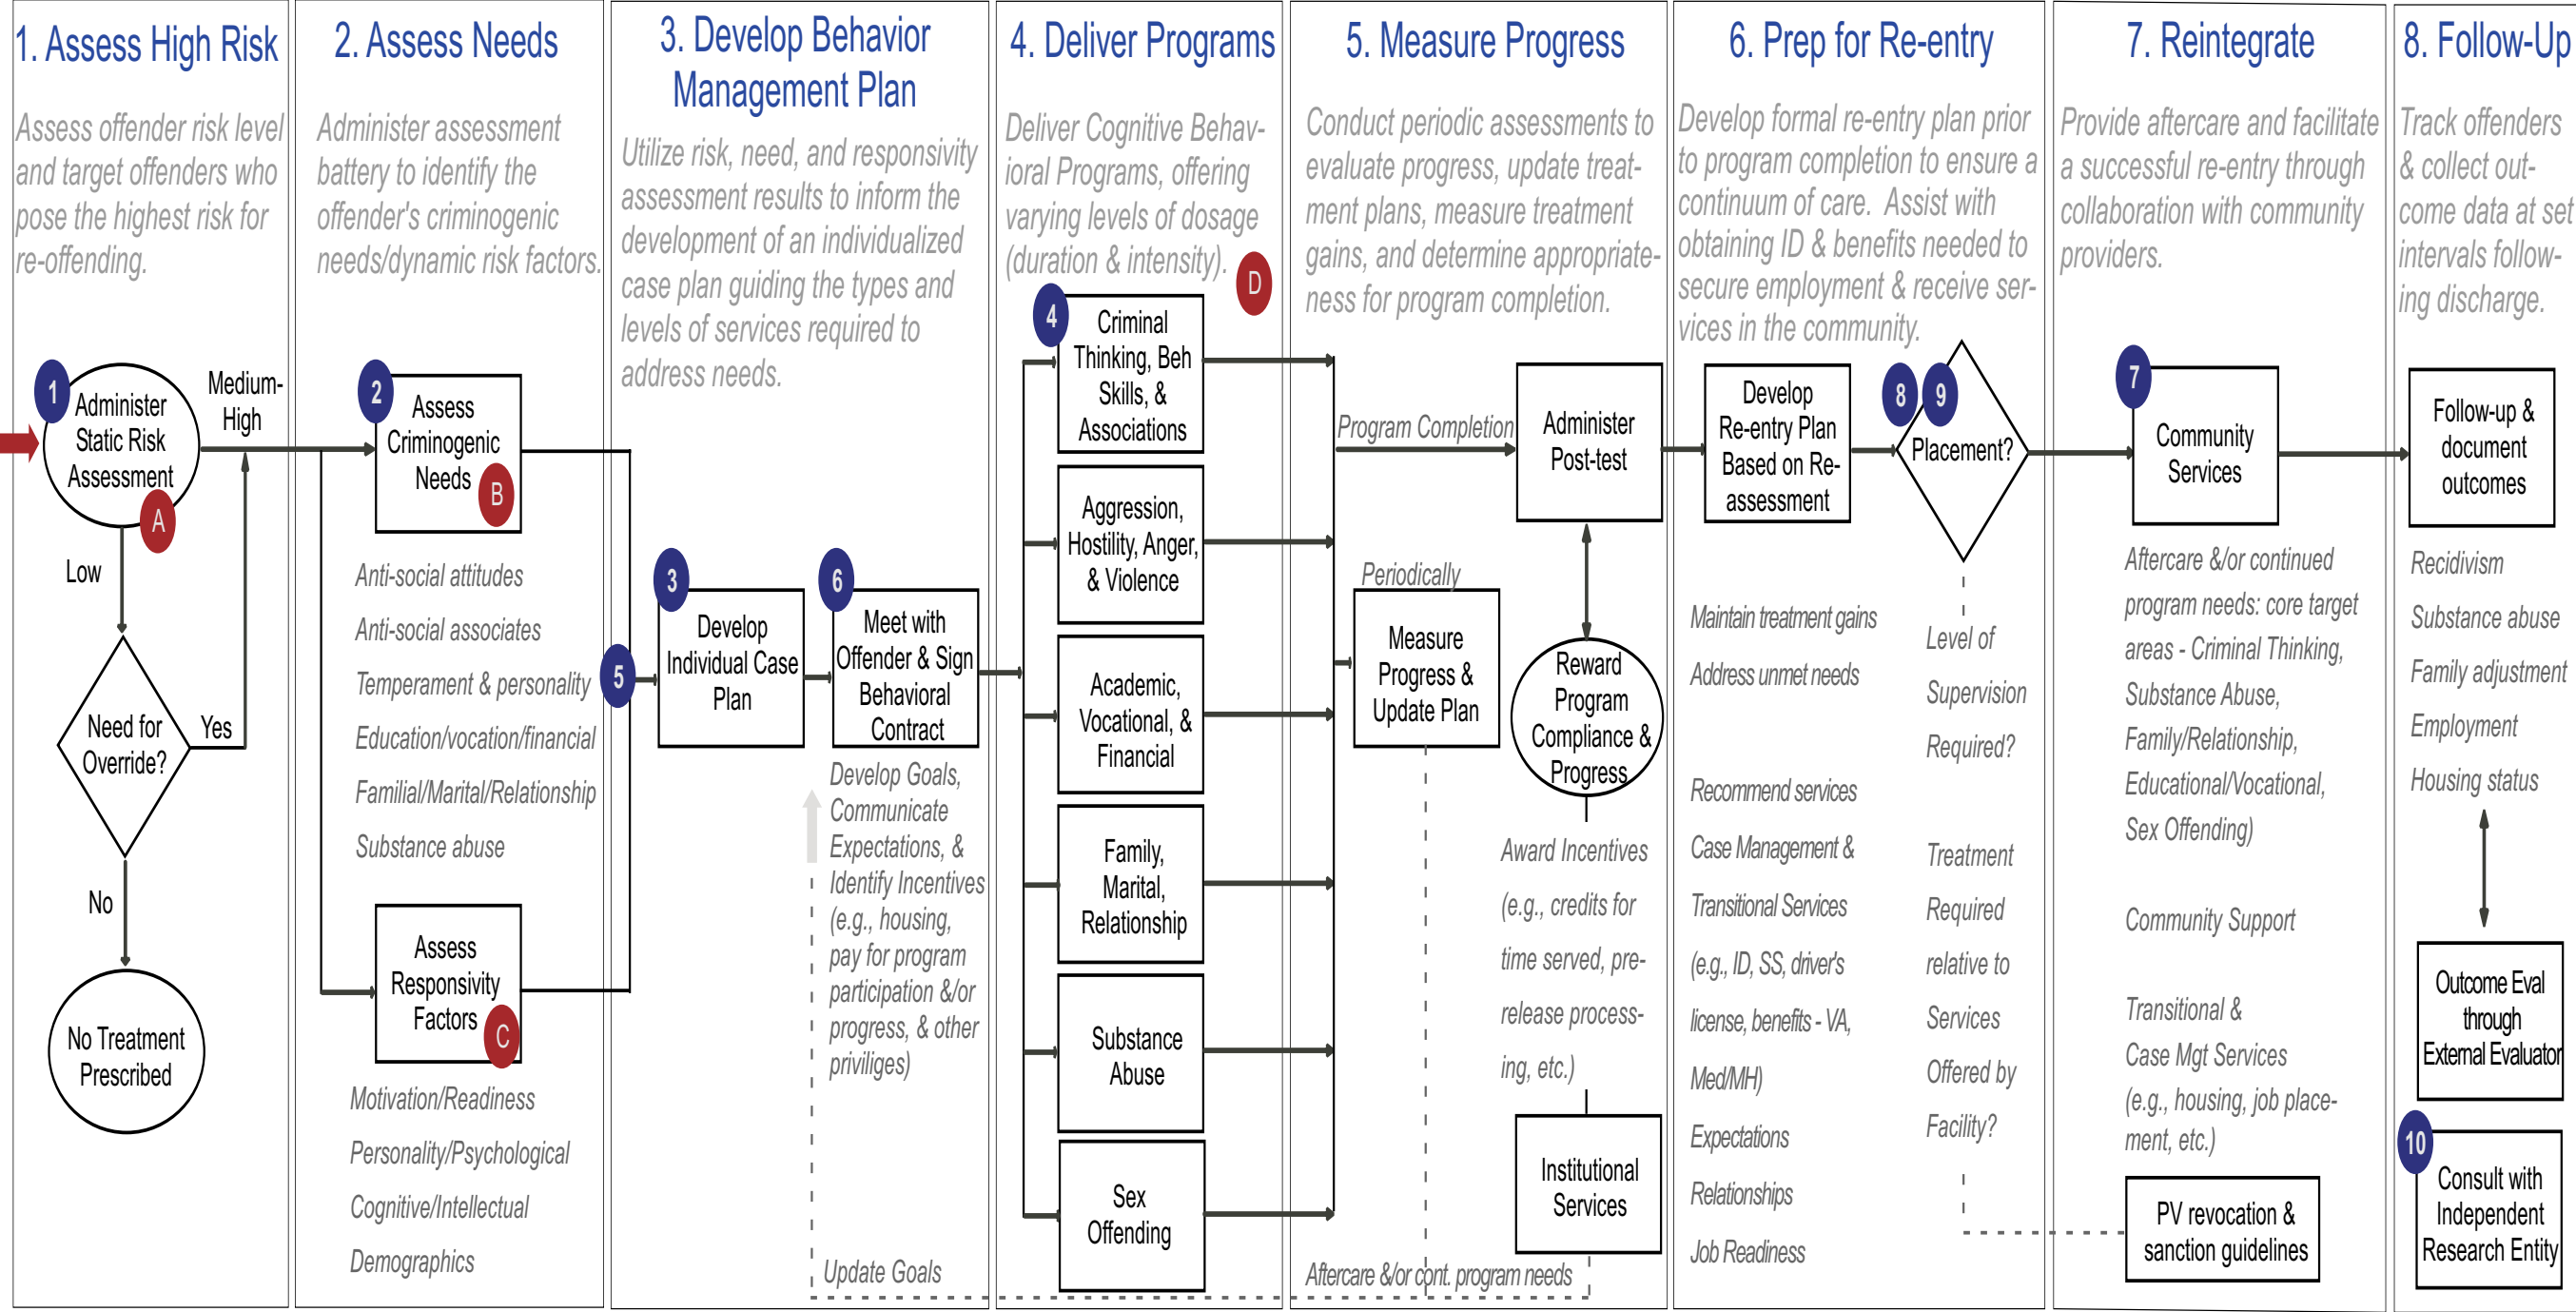 1. Assess High Risk
Assess offender risk level
and target offenders who
pose the highest risk for
re-offending.
1
Administer
Static Risk
Assessment
A
Medium-
High
Low
Need for
Override?
Yes
No
No Treatment
Prescribed
2. Assess Needs
Administer assessment
battery to identify the
offender's criminogenic
needs/dynamic risk factors.
2
Assess
Criminogenic
Needs
B
Anti-social attitudes
Anti-social associates
Temperament & personality
Education/vocation/financial
Familial/Marital/Relationship
Substance abuse
Assess
Responsivity
Factors
C
Motivation/Readiness
Personality/Psychological
Cognitive/Intellectual
Demographics
3. Develop Behavior
Management Plan
Utilize risk, need, and responsivity
assessment results to inform the
development of an individualized
case plan guiding the types and
levels of services required to
address needs.
5
3
Develop
Individual Case
Plan
6
Meet with
Offender & Sign
Behavioral
Contract
Develop Goals,
Communicate
Expectations, &
Identify Incentives
(e.g., housing,
pay for program
participation &/or
progress, & other
priviliges)
Update Goals
4. Deliver Programs
Deliver Cognitive Behav-
ioral Programs, offering
varying levels of dosage
(duration & intensity).
D
4
Criminal
Thinking, Beh
Skills, &
Associations
Aggression,
Hostility, Anger,
& Violence
Academic,
Vocational, &
Financial
Family,
Marital,
Relationship
Substance
Abuse
Sex
Offending
5. Measure Progress
Conduct periodic assessments to
evaluate progress, update treat-
ment plans, measure treatment
gains, and determine appropriate-
ness for program completion.
Program Completion
Administer
Post-test
Periodically
Measure
Progress &
Update Plan
Reward
Program
Compliance &
Progress
Award Incentives
(e.g., credits for
time served, pre-
release process-
ing, etc.)
Institutional
Services
Aftercare &/or cont. program needs
6. Prep for Re-entry
Develop formal re-entry plan prior
to program completion to ensure a
continuum of care. Assist with
obtaining ID & benefits needed to
secure employment & receive ser-
vices in the community.
Develop
Re-entry Plan
Based on Re-
assessment
8
9
Placement?
Maintain treatment gains
Address unmet needs
Recommend services
Case Management &
Transitional Services
(e.g., ID, SS, driver's
license, benefits - VA,
Med/MH)
Expectations
Relationships
Job Readiness
Level of
Supervision
Required?
Treatment
Required
relative to
Services
Offered by
Facility?
7. Reintegrate
Provide aftercare and facilitate
a successful re-entry through
collaboration with community
providers.
7
Community
Services
Aftercare &/or continued
program needs: core target
areas - Criminal Thinking,
Substance Abuse,
Family/Relationship,
Educational/Vocational,
Sex Offending)
Community Support
Transitional &
Case Mgt Services
(e.g., housing, job place-
ment, etc.)
PV revocation &
sanction guidelines
8. Follow-Up
Track offenders
& collect out-
come data at set
intervals follow-
ing discharge.
Follow-up &
document
outcomes
Recidivism
Substance abuse
Family adjustment
Employment
Housing status
Outcome Eval
through
External Evaluator
10
Consult with
Independent
Research Entity